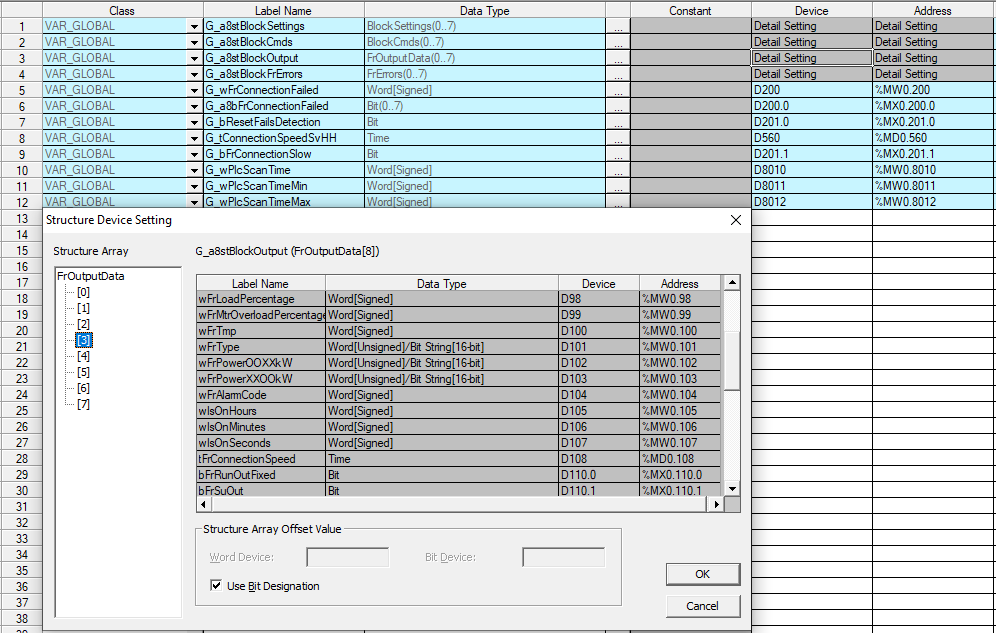 Class Label Name Data Type Constant Device Address
1 VAR_GLOBAL G_a8stBlockSettings BlockSettings(0..7) ... Detail Setting Detail Setting
2 VAR_GLOBAL G_a8stBlockCmds BlockCmds(0..7) ... Detail Setting Detail Setting
3 VAR_GLOBAL G_a8stBlockOutput FrOutputData(0..7) ... Detail Setting Detail Setting
4 VAR_GLOBAL G_a8stBlockFrErrors FrErrors(0..7) ... Detail Setting Detail Setting
5 VAR_GLOBAL G_wFrConnectionFailed Word[Signed] ... D200 %MW0.200
6 VAR_GLOBAL G_a8bFrConnectionFailed Bit(0..7) ... D200.0 %MX0.200.0
7 VAR_GLOBAL G_bResetFailsDetection Bit ... D201.0 %MX0.201.0
8 VAR_GLOBAL G_tConnectionSpeedSvHH Time ... D560 %MD0.560
9 VAR_GLOBAL G_bFrConnectionSlow Bit ... D201.1 %MX0.201.1
10 VAR_GLOBAL G_wPlcScanTime Word[Signed] ... D8010 %MW0.8010
11 VAR_GLOBAL G_wPlcScanTimeMin Word[Signed] ... D8011 %MW0.8011
12 VAR_GLOBAL G_wPlcScanTimeMax Word[Signed] ... D8012 %MW0.8012
13
14
15
16
17
18
19
20
21
22
23
24
25
26
27
28
29
30
31
32
33
34
35
36
37
38
Structure Device Setting
Structure Array
FrOutputData
[0]
[1]
[2]
[3]
[4]
[5]
[6]
[7]
G_a8stBlockOutput (FrOutputData[8])
Label Name Data Type Device Address
wFrLoadPercentage Word[Signed] D98 %MW0.98
wFrMtrOverloadPercentage Word[Signed] D99 %MW0.99
wFrTmp Word[Signed] D100 %MW0.100
wFrType Word[Unsigned]/Bit String[16-bit] D101 %MW0.101
wFrPowerOOXXkW Word[Unsigned]/Bit String[16-bit] D102 %MW0.102
wFrPowerXXOOkW Word[Unsigned]/Bit String[16-bit] D103 %MW0.103
wFrAlarmCode Word[Signed] D104 %MW0.104
wIsOnHours Word[Signed] D105 %MW0.105
wIsOnMinutes Word[Signed] D106 %MW0.106
wIsOnSeconds Word[Signed] D107 %MW0.107
tFrConnectionSpeed Time D108 %MD0.108
bFrRunOutFixed Bit D110.0 %MX0.110.0
bFrSuOut Bit D110.1 %MX0.110.1
Structure Array Offset Value
Word Device: Bit Device:
Use Bit Designation
OK
Cancel